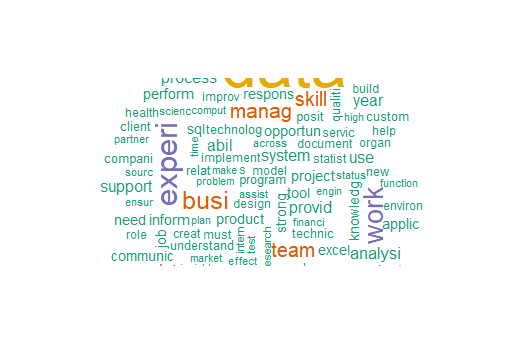 process
data
perform improv respons skill qualiti build year
health scienc comput manag posit high custom
client sql technolog opportun servic help
partner time abil across document organ
compani experi implement system statist use
sourc relat make s model project status new
support problem program tool engin function
ensur busi assist design strong provid knowledg work environ
need inform plan product financi applic
role job creat must intern test technic
understand research team excel analysi
communic market effect